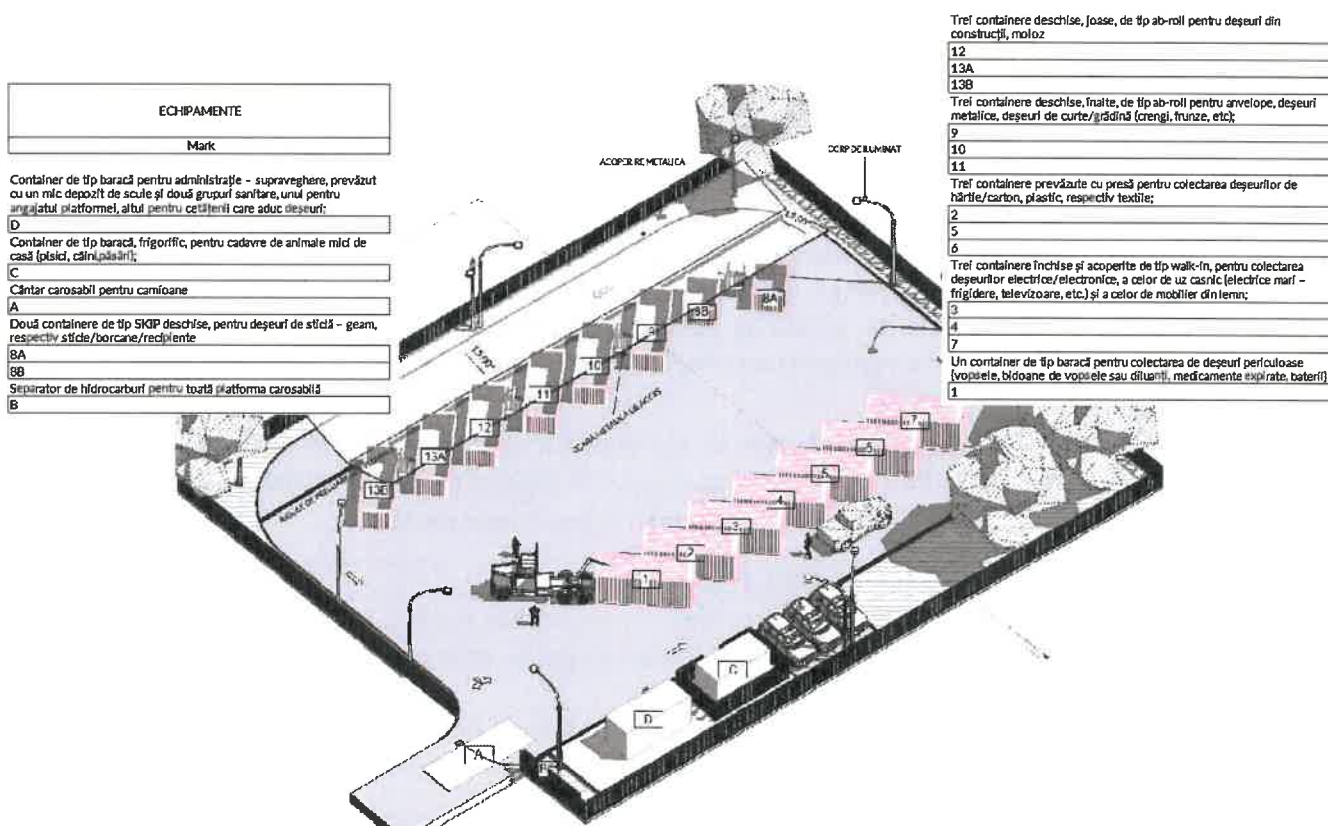 ECHIPAMENTE
Mark
Container de tip baracă pentru administrație – supraveghere, prevăzut
cu un mic depozit de scule și două grupuri sanitare, unul pentru
angajatul platformei, altul pentru cetățenii care aduc deșeuri;
D
Container de tip baracă, frigorific, pentru cadavre de animale mici de
casă (pisici, câini,păsări);
C
Cântar carosabil pentru camioane
A
Două containere de tip SKIP deschise, pentru deșeuri de sticlă – geam,
respectiv sticle/borcane/recipiente
8A
8B
Separator de hidrocarburi pentru toată platforma carosabilă
B
Trei containere deschise, joase, de tip ab-roll pentru deșeuri din
construcții, moloz
12
13A
13B
Trei containere deschise, înalte, de tip ab-roll pentru anvelope, deșeuri
metalice, deșeuri de curte/grădină (crengi, frunze, etc);
9
10
11
Trei containere prevăzute cu presă pentru colectarea deșeurilor de
hârtie/carton, plastic, respectiv textile;
2
5
6
Trei containere închise și acoperite de tip walk-in, pentru colectarea
deșeurilor electrice/electronice, a celor de uz casnic (electrice mari –
frigidere, televizoare, etc.) și a celor de mobilier din lemn;
3
4
7
Un container de tip baracă pentru colectarea de deșeuri periculoase
(vopsele, bidoane de vopsele sau diluanți, medicamente expirate, baterii)
1
ACOPERIRE METALICA
CORP DE ILUMINAT
8A
8B
9
10
11
12
13A
13B
7
5
4
3
2
1
C
D
A